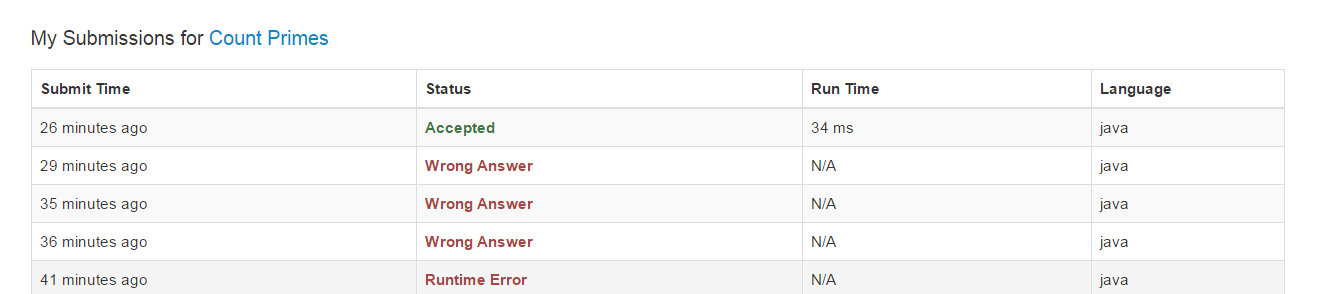 My Submissions for Count Primes
Submit Time Status Run Time Language
26 minutes ago Accepted 34 ms java
29 minutes ago Wrong Answer N/A java
35 minutes ago Wrong Answer N/A java
36 minutes ago Wrong Answer N/A java
41 minutes ago Runtime Error N/A java